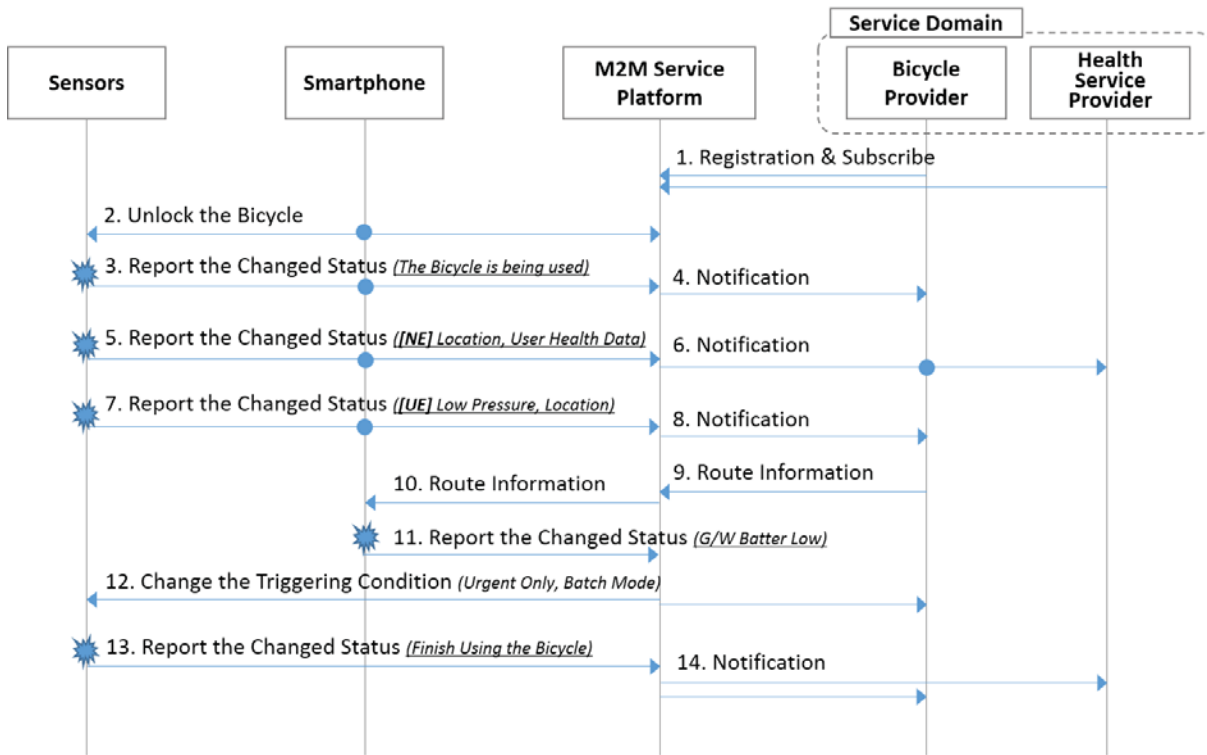 Service Domain
Sensors
Smartphone
M2M Service
Platform
Bicycle
Provider
Health
Service
Provider
1. Registration & Subscribe
2. Unlock the Bicycle
3. Report the Changed Status (The Bicycle is being used)
4. Notification
5. Report the Changed Status ([NE] Location, User Health Data)
6. Notification
7. Report the Changed Status ([UE] Low Pressure, Location)
8. Notification
9. Route Information
10. Route Information
11. Report the Changed Status (G/W Batter Low)
12. Change the Triggering Condition (Urgent Only, Batch Mode)
13. Report the Changed Status (Finish Using the Bicycle)
14. Notification